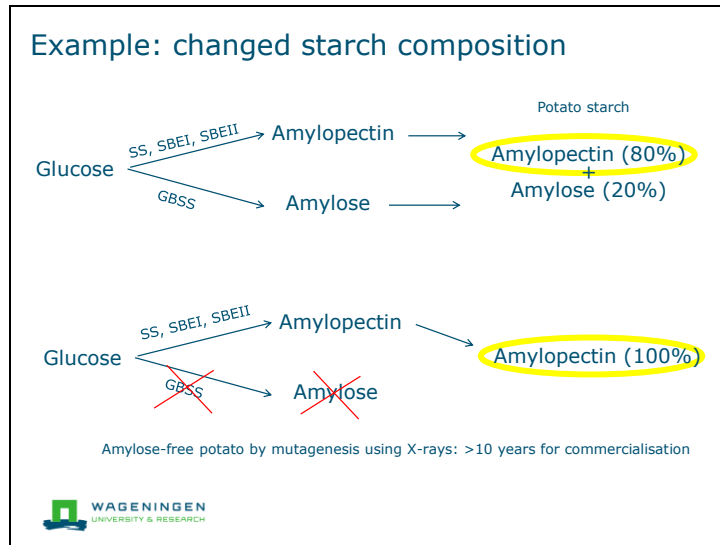 Example: changed starch composition
Potato starch
SS, SBEI, SBEII
Amylopectin
Glucose
GBSS
Amylose
Amylopectin (80%)
+
Amylose (20%)
SS, SBEI, SBEII
Amylopectin
Glucose
GBSS
Amylose
Amylopectin (100%)
Amylose-free potato by mutagenesis using X-rays: >10 years for commercialisation
WAGENINGEN
UNIVERSITY & RESEARCH